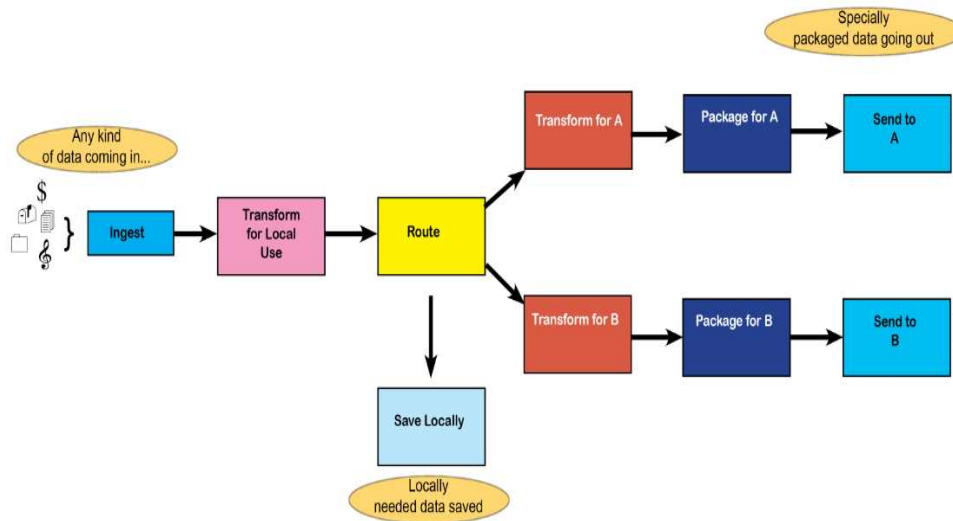 Specially
packaged data going out
Transform for A
Package for A
Send to
A
Any kind
of data coming in...
$
}
Ingest
Transform
for Local
Use
Route
Transform for B
Package for B
Send to
B
Save Locally
Locally
needed data saved